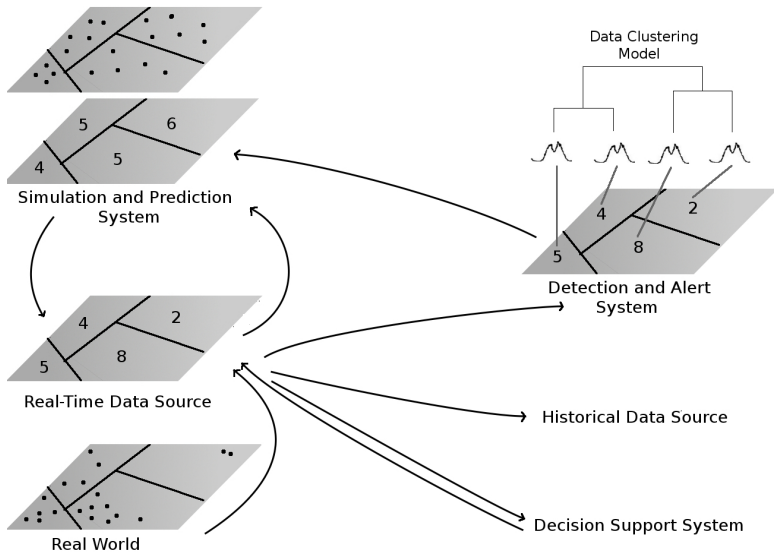 Data Clustering
Model
5 6
4 5
Simulation and Prediction
System
4 2
5 8
Detection and Alert
System
4 2
5 8
Real-Time Data Source
Historical Data Source
Decision Support System
Real World